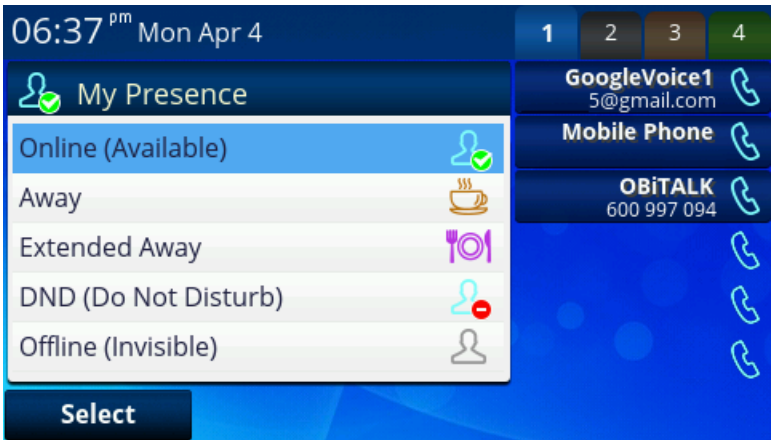 06:37 pm Mon Apr 4
1 2 3 4
My Presence
Online (Available)
Away
Extended Away
DND (Do Not Disturb)
Offline (Invisible)
GoogleVoice1
5@gmail.com
Mobile Phone
OBiTALK
600 997 094
Select